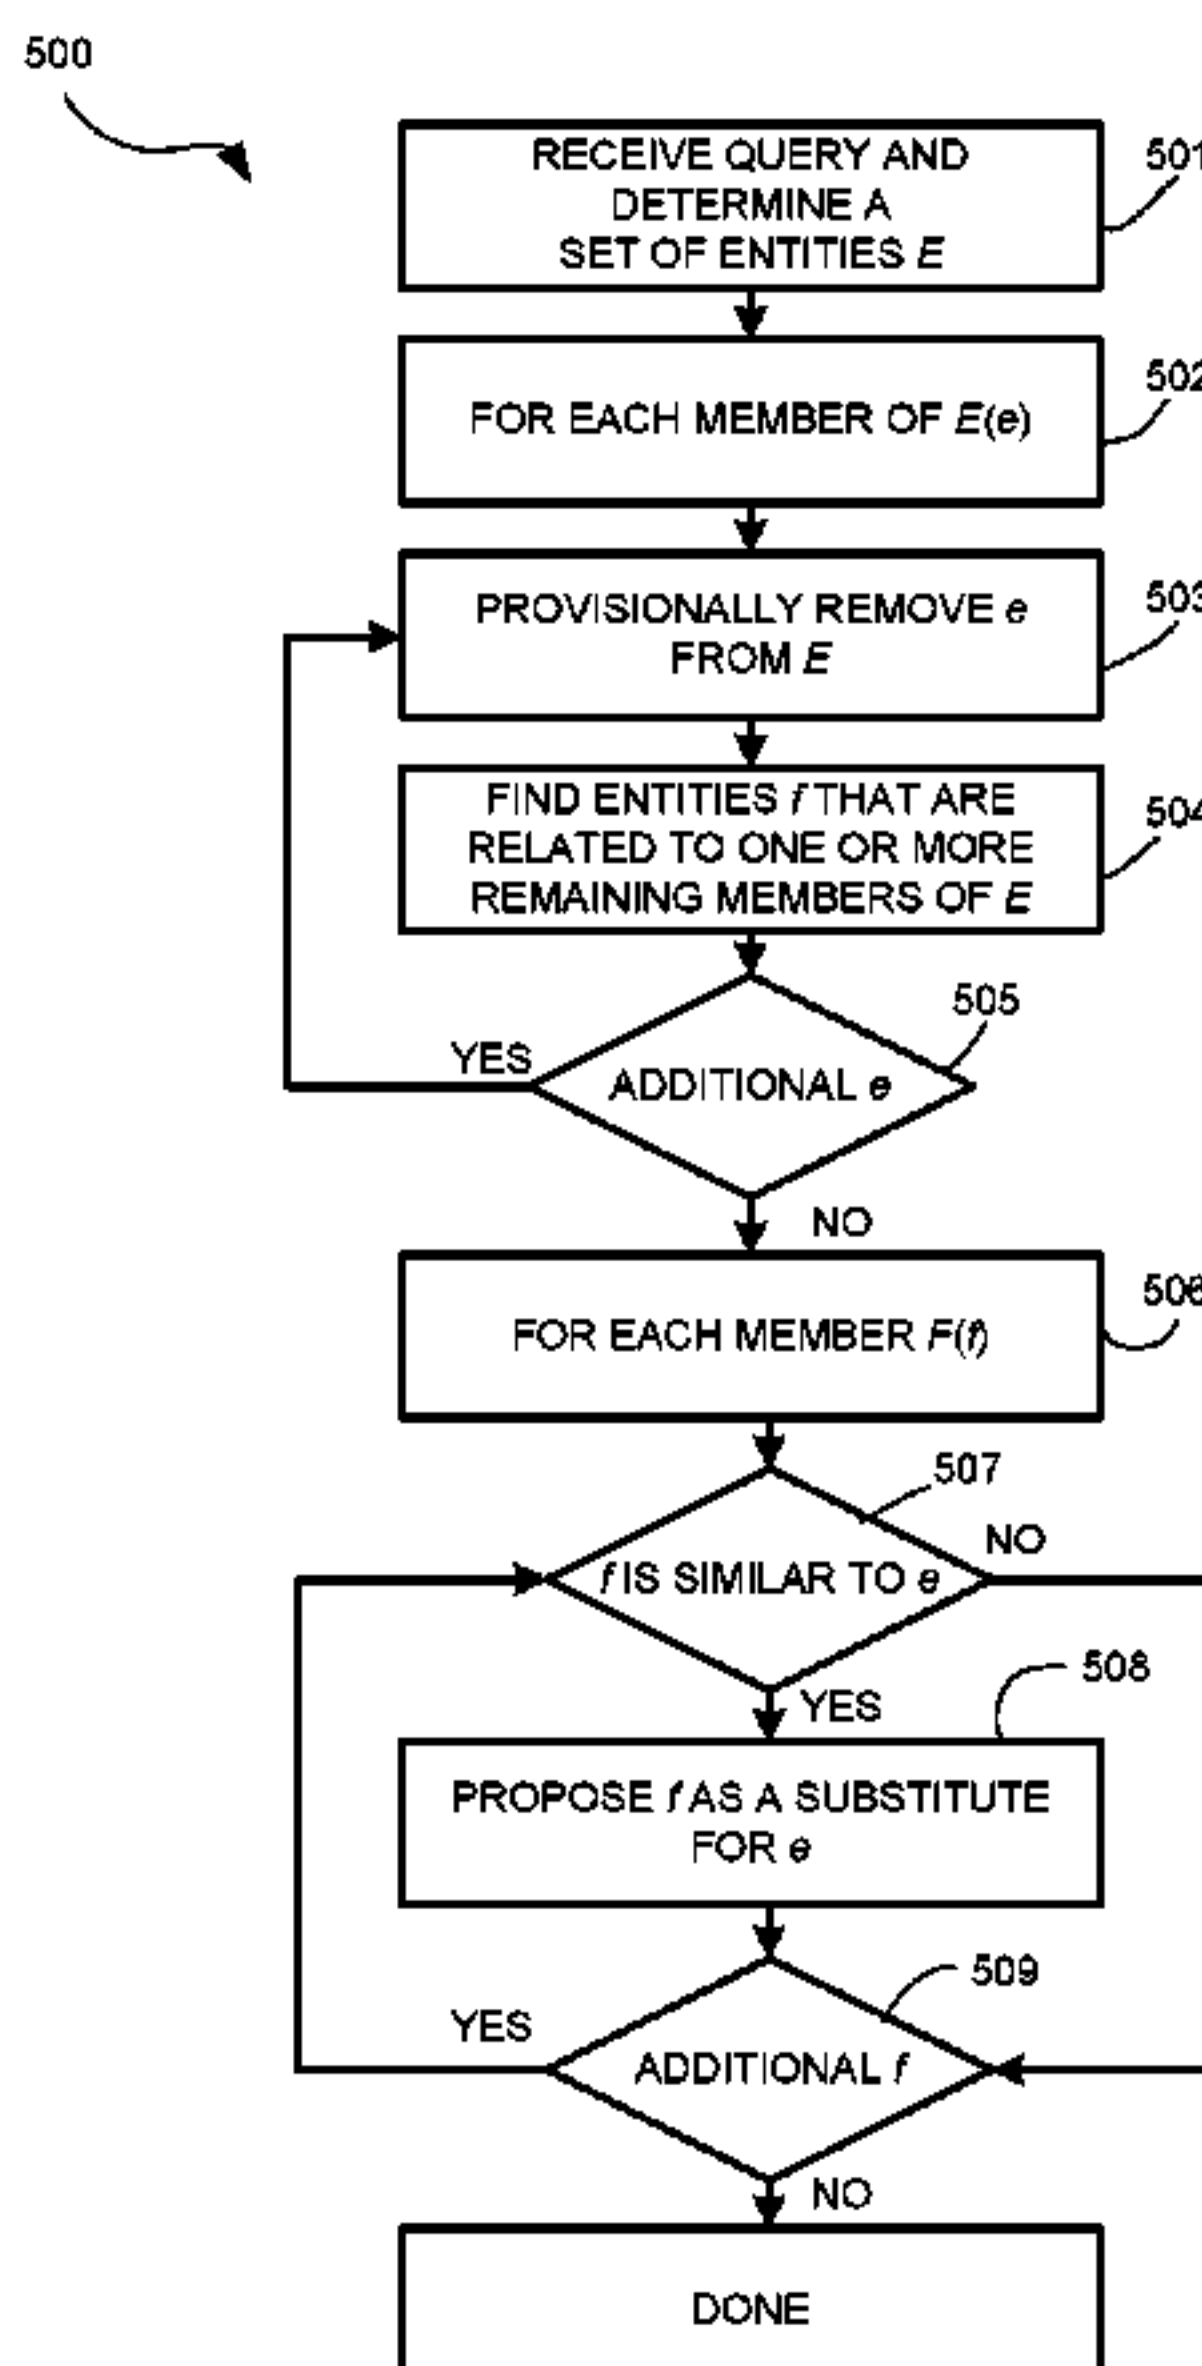 500
RECEIVE QUERY AND
DETERMINE A
SET OF ENTITIES E
501
FOR EACH MEMBER OF E(e)
502
PROVISIONALLY REMOVE e
FROM E
503
FIND ENTITIES f THAT ARE
RELATED TO ONE OR MORE
REMAINING MEMBERS OF E
504
505
YES
ADDITIONAL e
NO
FOR EACH MEMBER F(f)
506
507
NO
f IS SIMILAR TO e
508
YES
PROPOSE f AS A SUBSTITUTE
FOR e
509
YES
ADDITIONAL f
NO
DONE